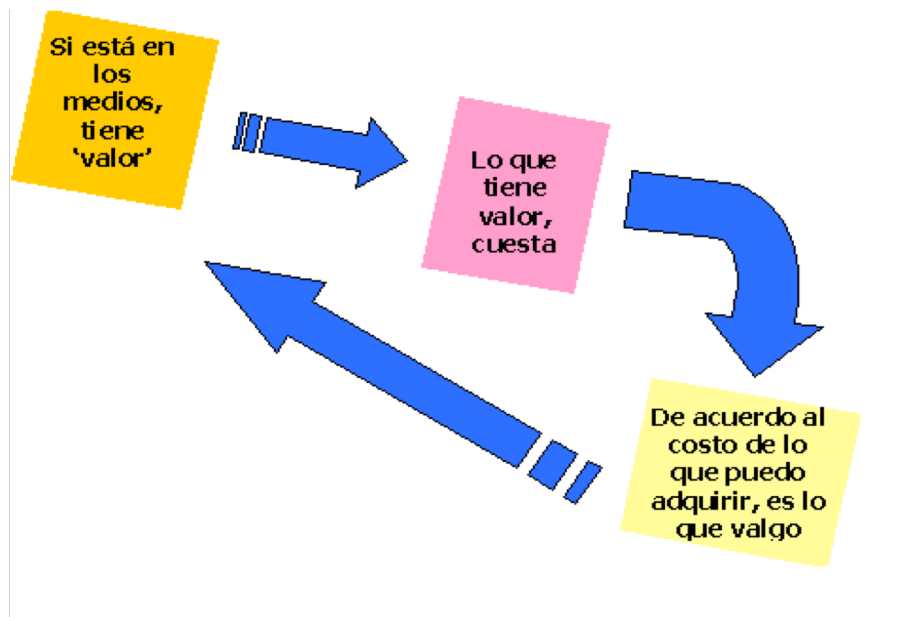 Si está en
los
medios,
tiene
‘valor’
Lo que
tiene
valor,
cuesta
De acuerdo al
costo de lo
que puedo
adquirir, es lo
que valgo